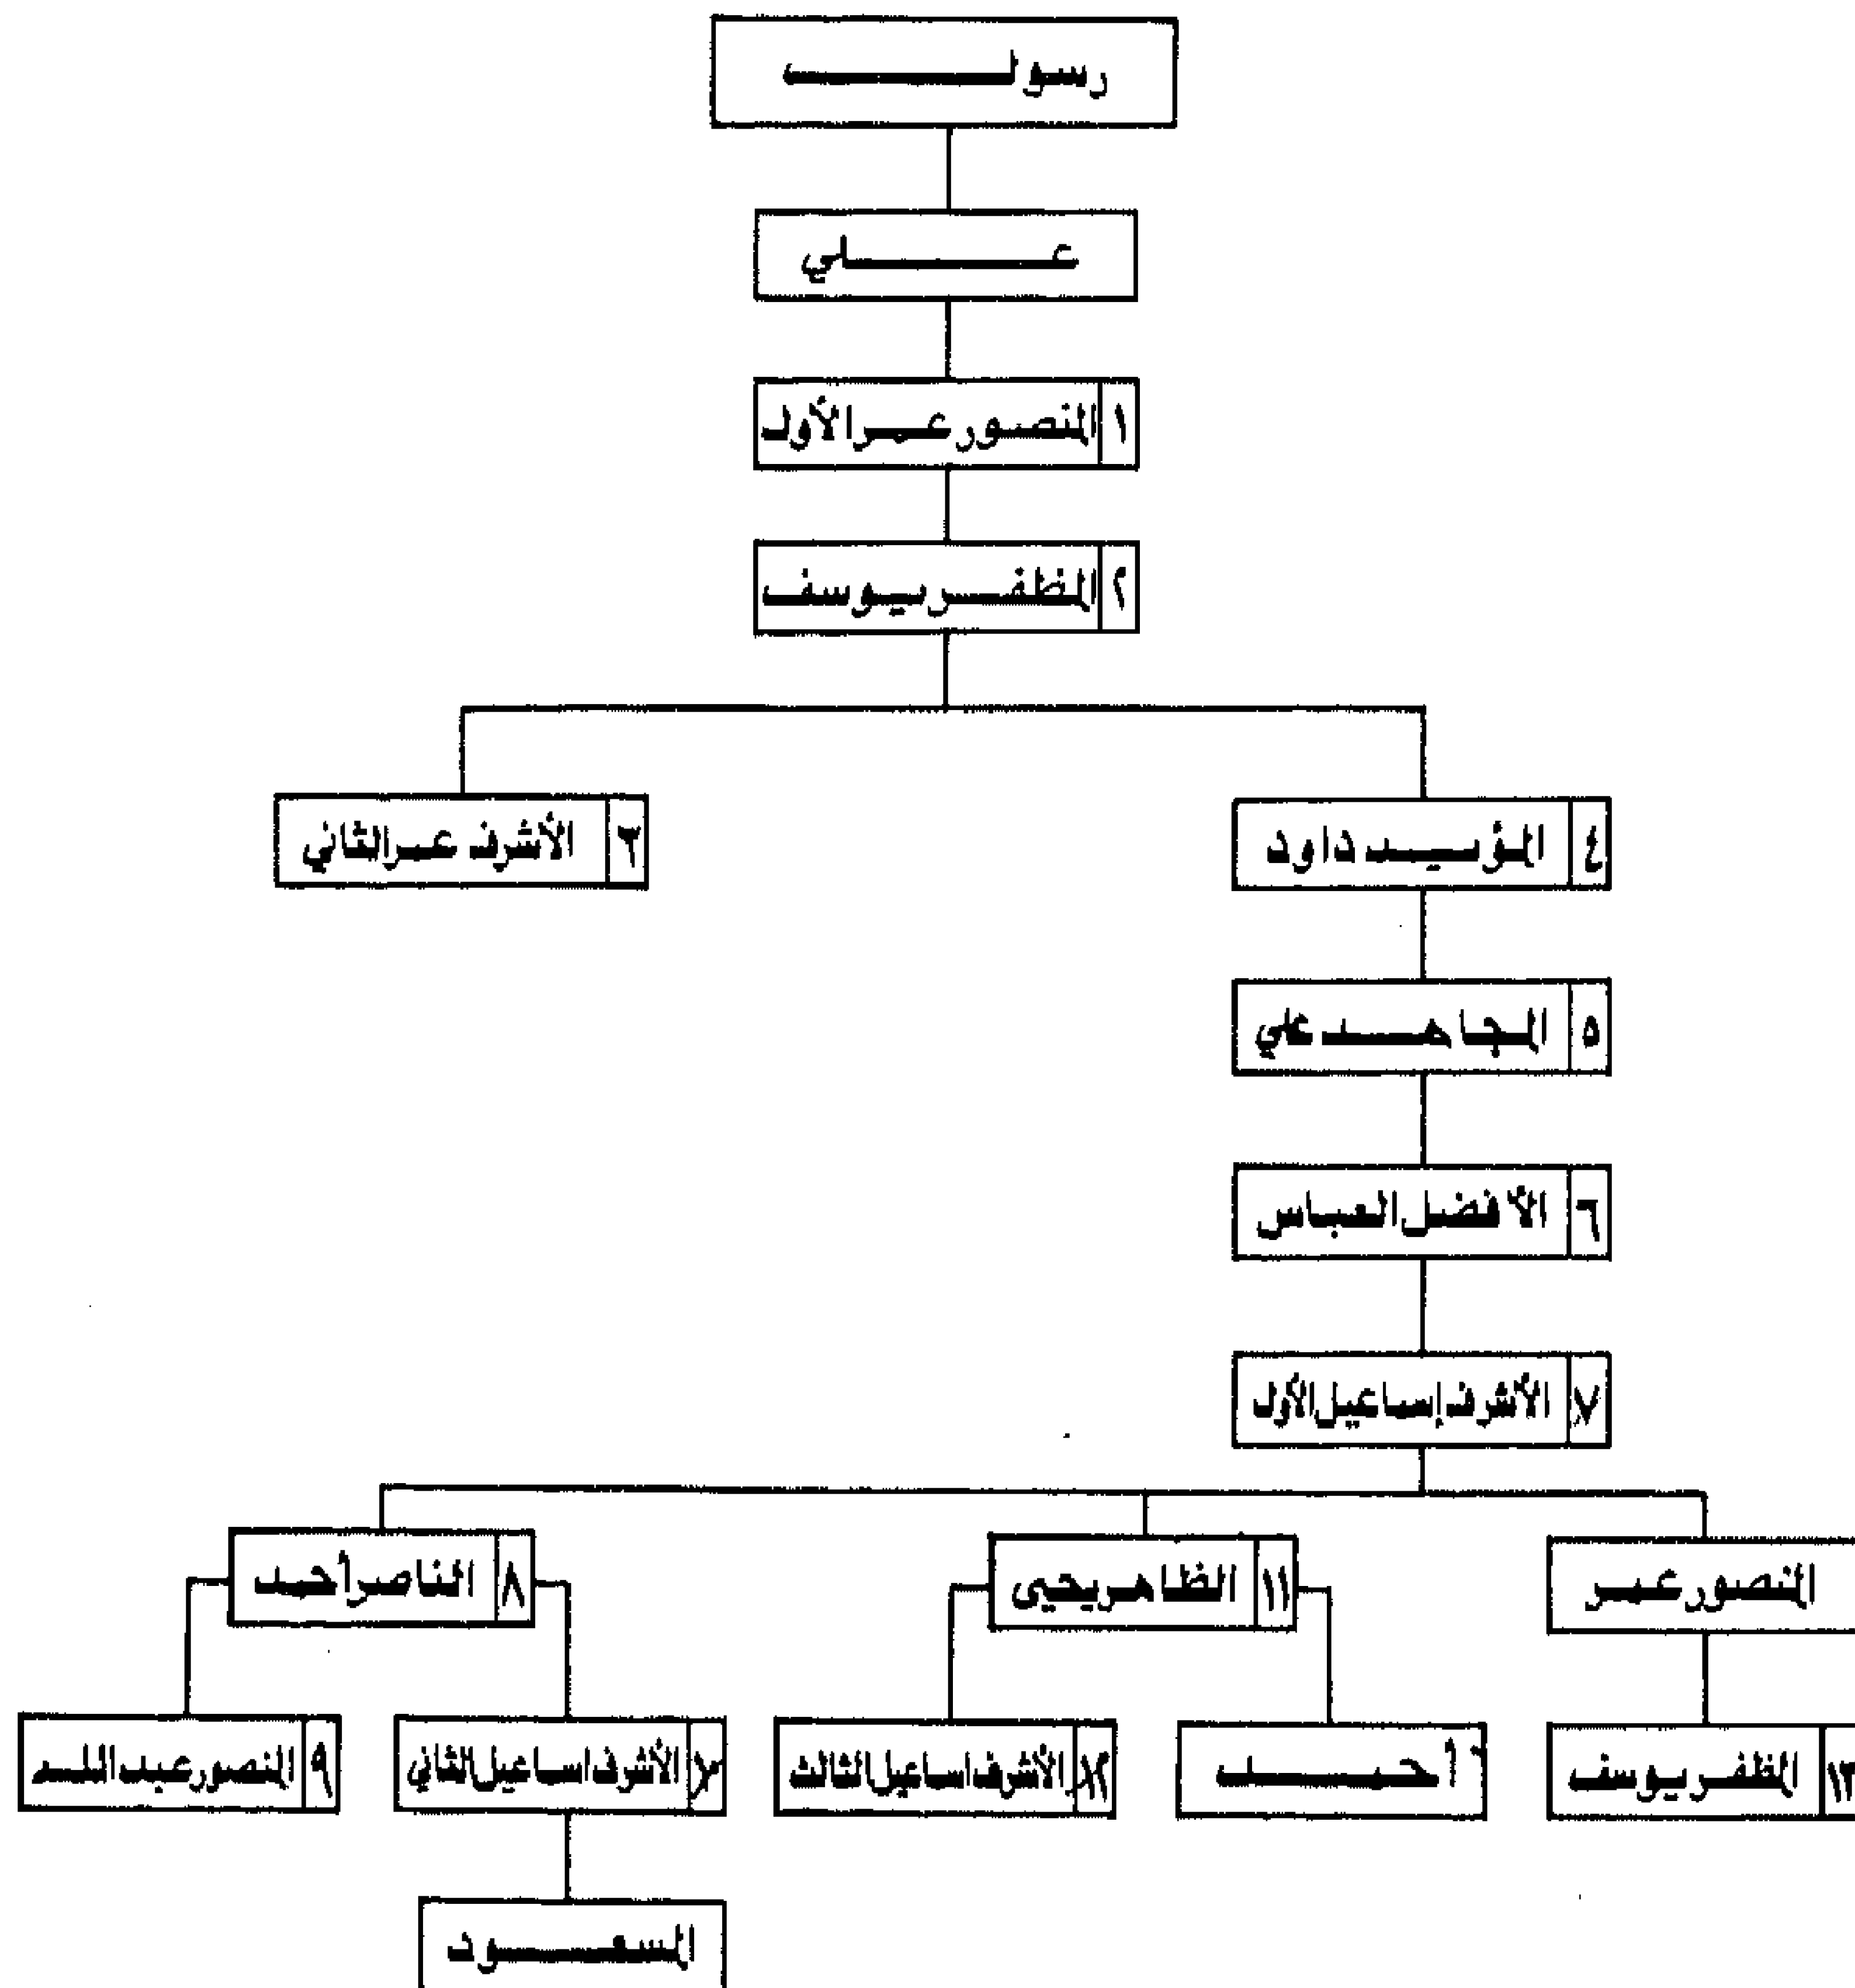 رسول
علي
١ المنصور عمر الأول
٢ المظفر يوسف
٤ المؤيد داود
٣ الأشرف عمر الثاني
٥ المجاهد علي
٦ الأفضل العباس
٧ الأشرف إسماعيل الأول
المنصور عمر
١١ الظاهر يحيى
٨ الناصر أحمد
١٣ المظفر يوسف
أحمد
١٢ الأشرف اسماعيل الثالث
١٠ الأشرف اسماعيل الثاني
٩ المنصور عبد الله
المسعود